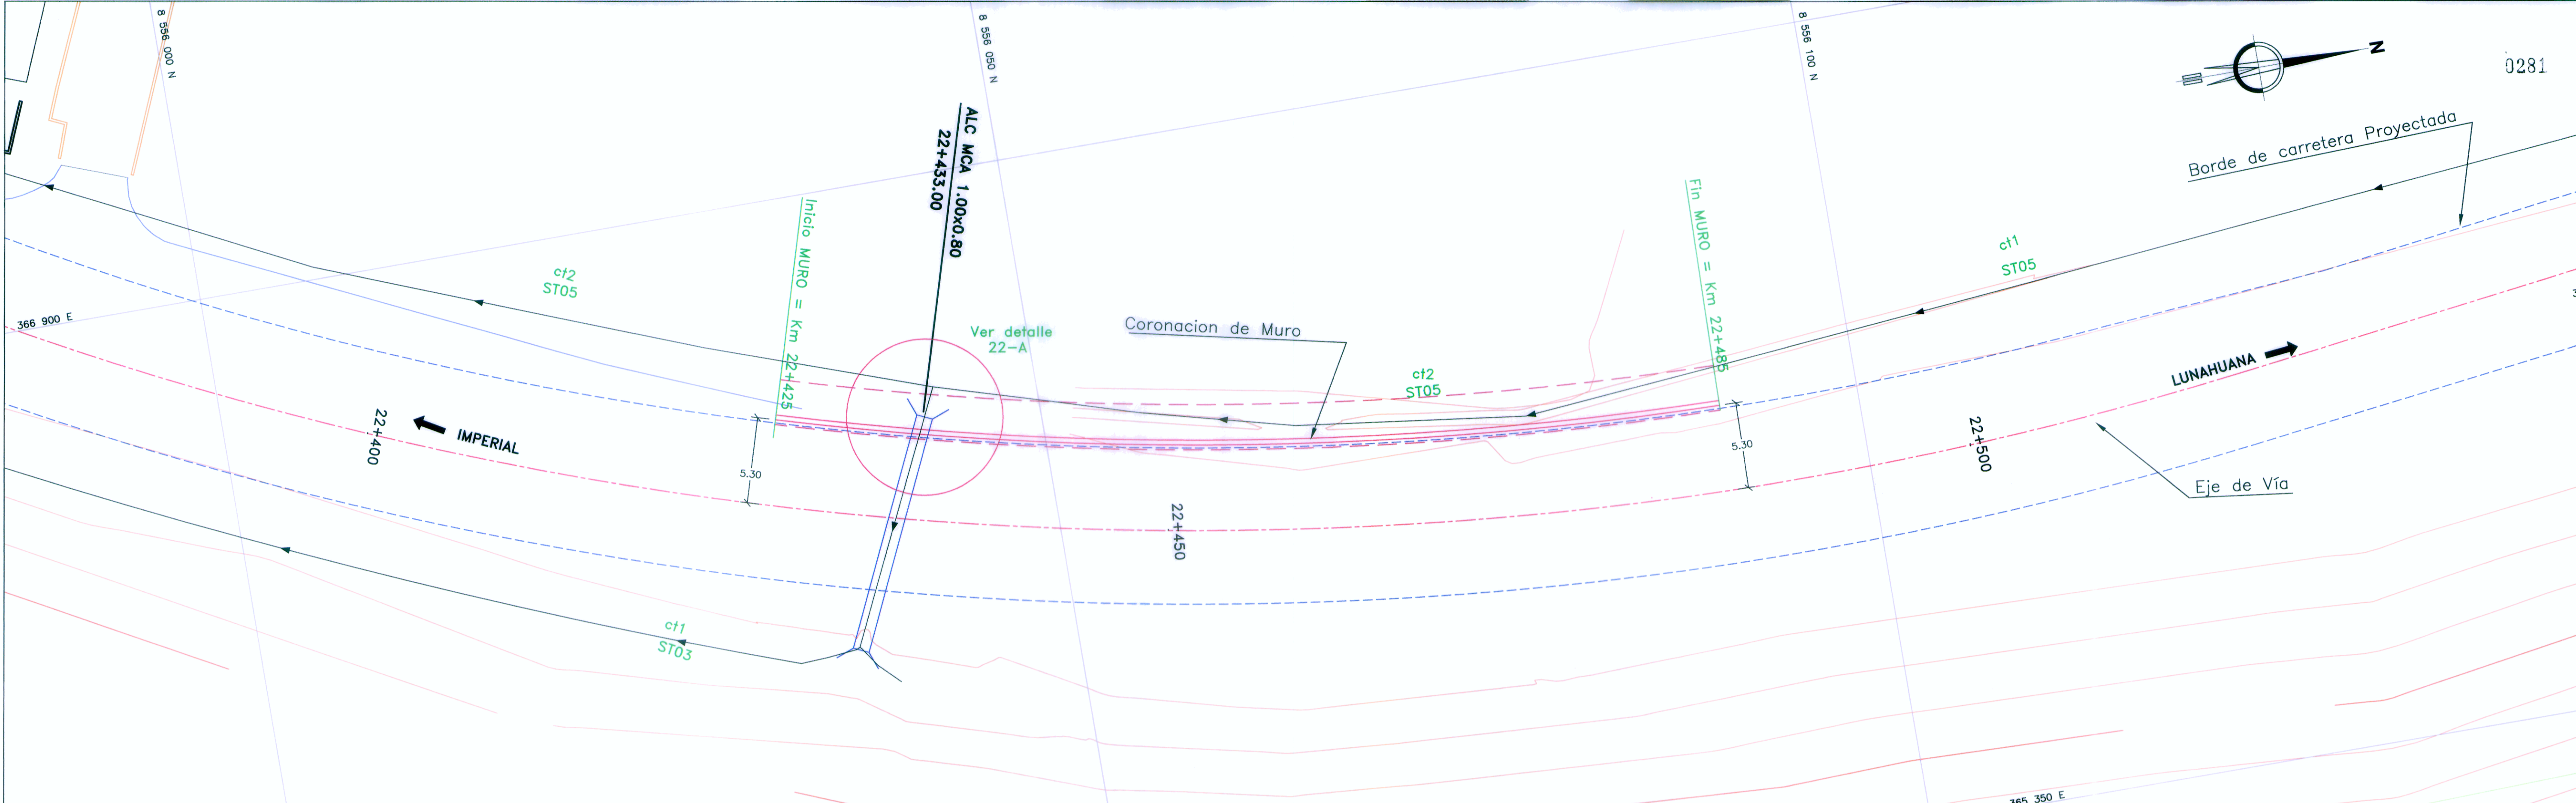 8 556 000 N
8 556 050 N
8 556 100 N
N
0281
Borde de carretera Proyectada
ALC MCA 1.00x0.80
22+433.00
Inicio MURO = Km 22+425
Fin MURO = Km 22+485
ct1
ST05
ct2
ST05
366 900 E
Ver detalle
22-A
Coronacion de Muro
ct2
ST05
LUNAHUANA
22+400
IMPERIAL
5.30
5.30
22+500
Eje de Vía
22+450
ct1
ST03
365 350 E